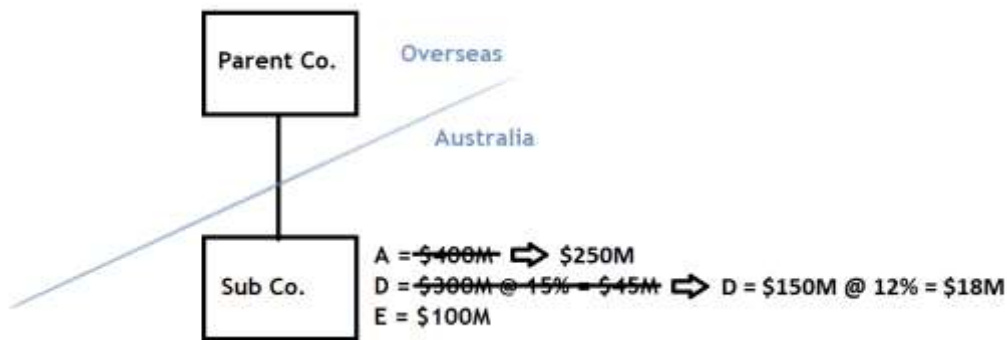 Parent Co.
Overseas
Australia
Sub Co.
A = $400M ⇨ $250M
D = $300M @ 15% = $45M ⇨ D = $150M @ 12% = $18M
E = $100M